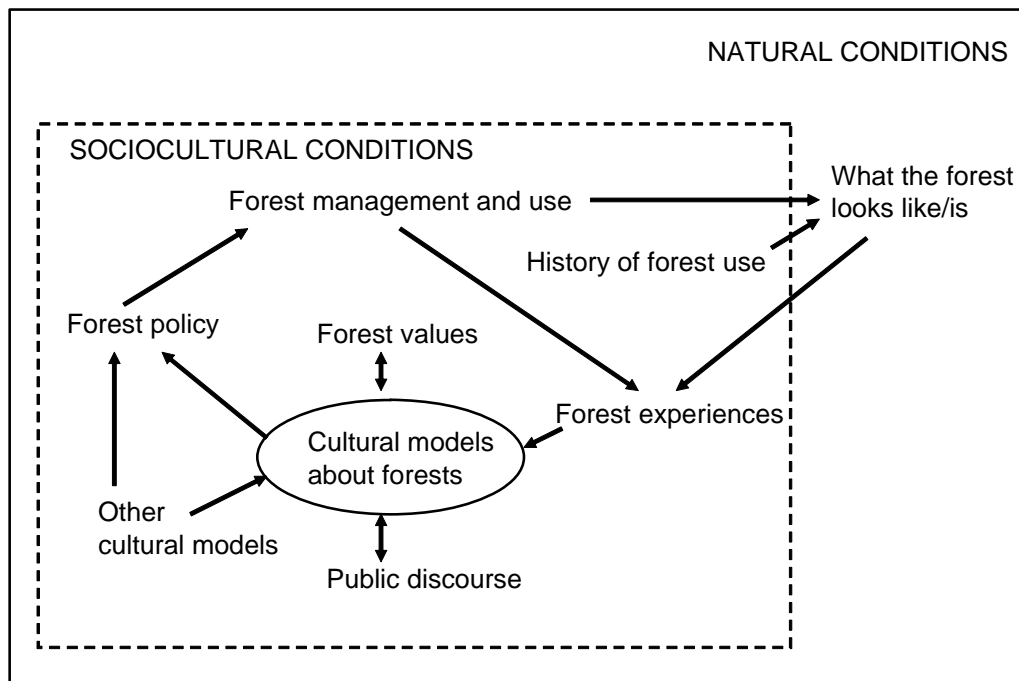 NATURAL CONDITIONS
SOCIOCULTURAL CONDITIONS
What the forest
looks like/is
Forest management and use
History of forest use
Forest policy
Forest values
Forest experiences
Cultural models
about forests
Other
cultural models
Public discourse